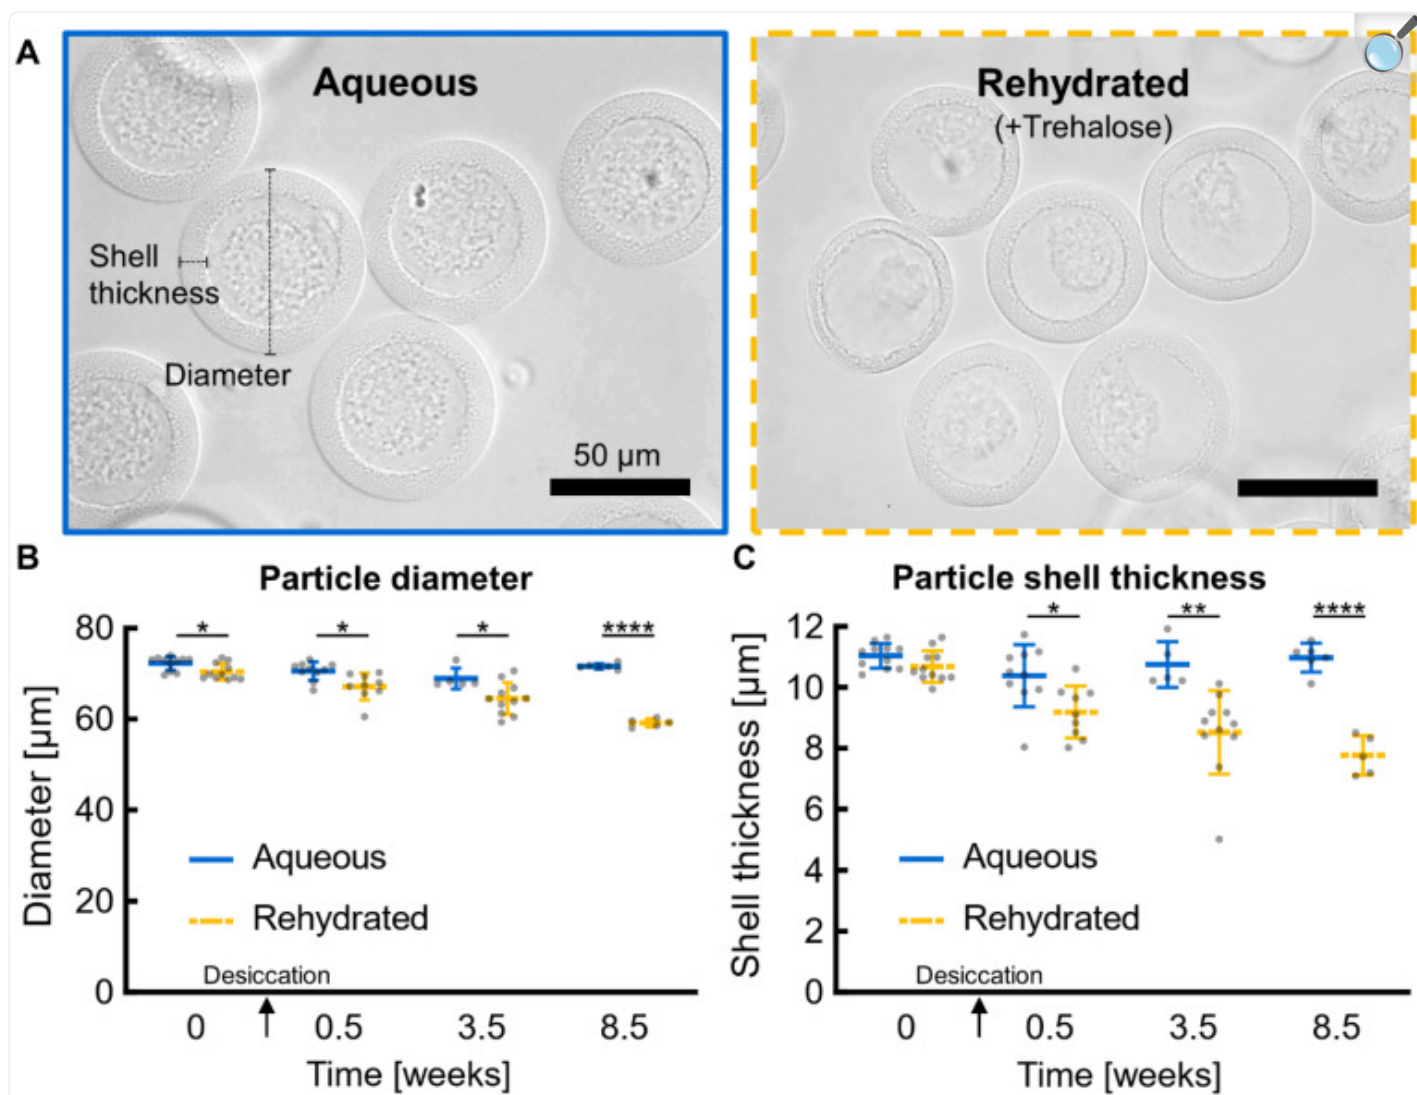 A
Aqueous
Shell
thickness
Diameter
50 µm
Rehydrated
(+Trehalose)
B
Particle diameter
Diameter [µm]
80
60
40
20
0
*
*
*
****
Aqueous
Rehydrated
Desiccation
0
0.5
3.5
8.5
Time [weeks]
C
Particle shell thickness
Shell thickness [µm]
12
10
8
6
4
2
0
*
**
****
Aqueous
Rehydrated
Desiccation
0
0.5
3.5
8.5
Time [weeks]